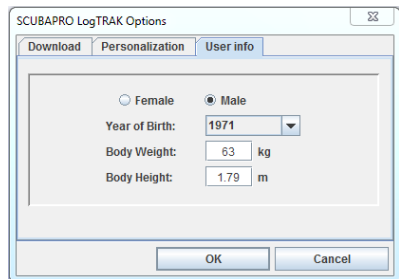 SCUBAPRO LogTRAK Options
Download Personalization User info
Female Male
Year of Birth: 1971
Body Weight: 63 kg
Body Height: 1.79 m
OK Cancel